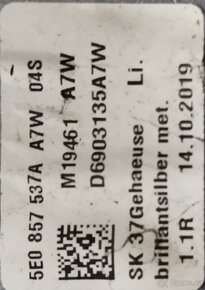 5E0 857 537A A7W 04S
M19461 A7W
D6903135A7W
SK 37Gehaeuse Li.
brillantsilber met.
1.1R 14.10.2019